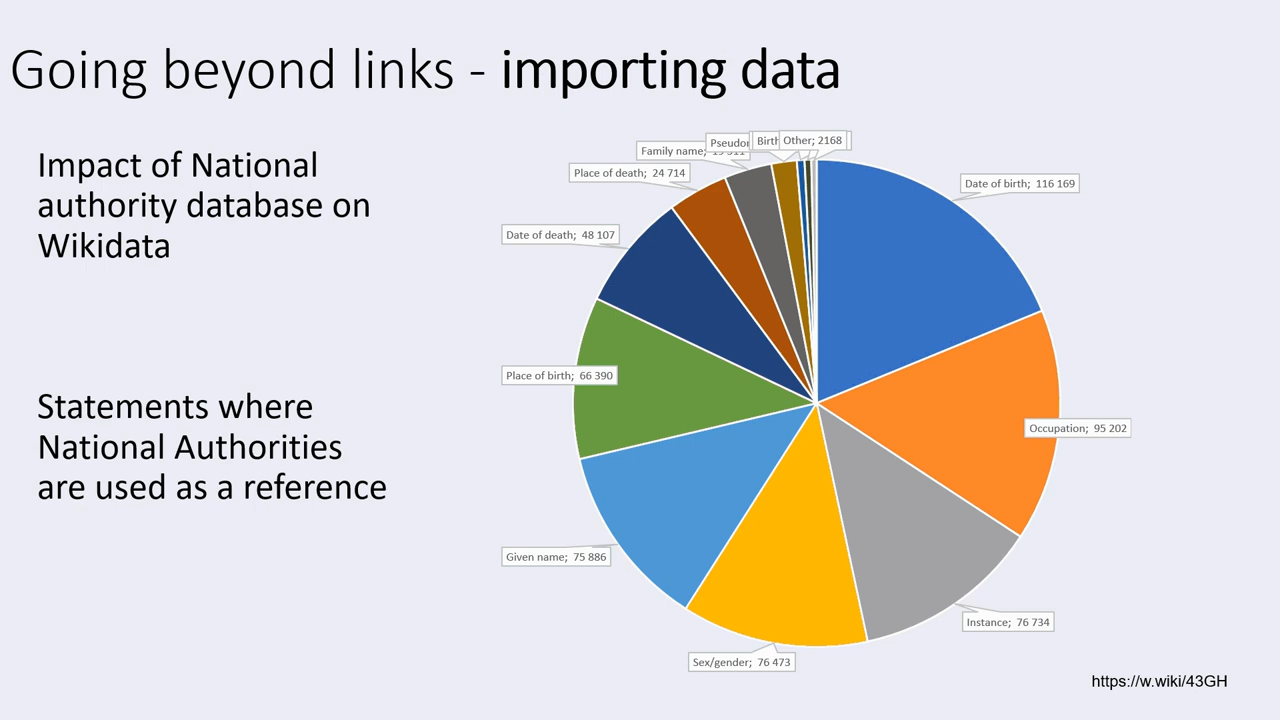 Going beyond links - importing data
Impact of National
authority database on
Wikidata
Statements where
National Authorities
are used as a reference
Family name;
Other; 2168
Place of death; 24 714
Date of birth; 116 169
Date of death; 48 107
Place of birth; 66 390
Occupation; 95 202
Given name; 75 886
Instance; 76 734
Sex/gender; 76 473
https://w.wiki/43GH